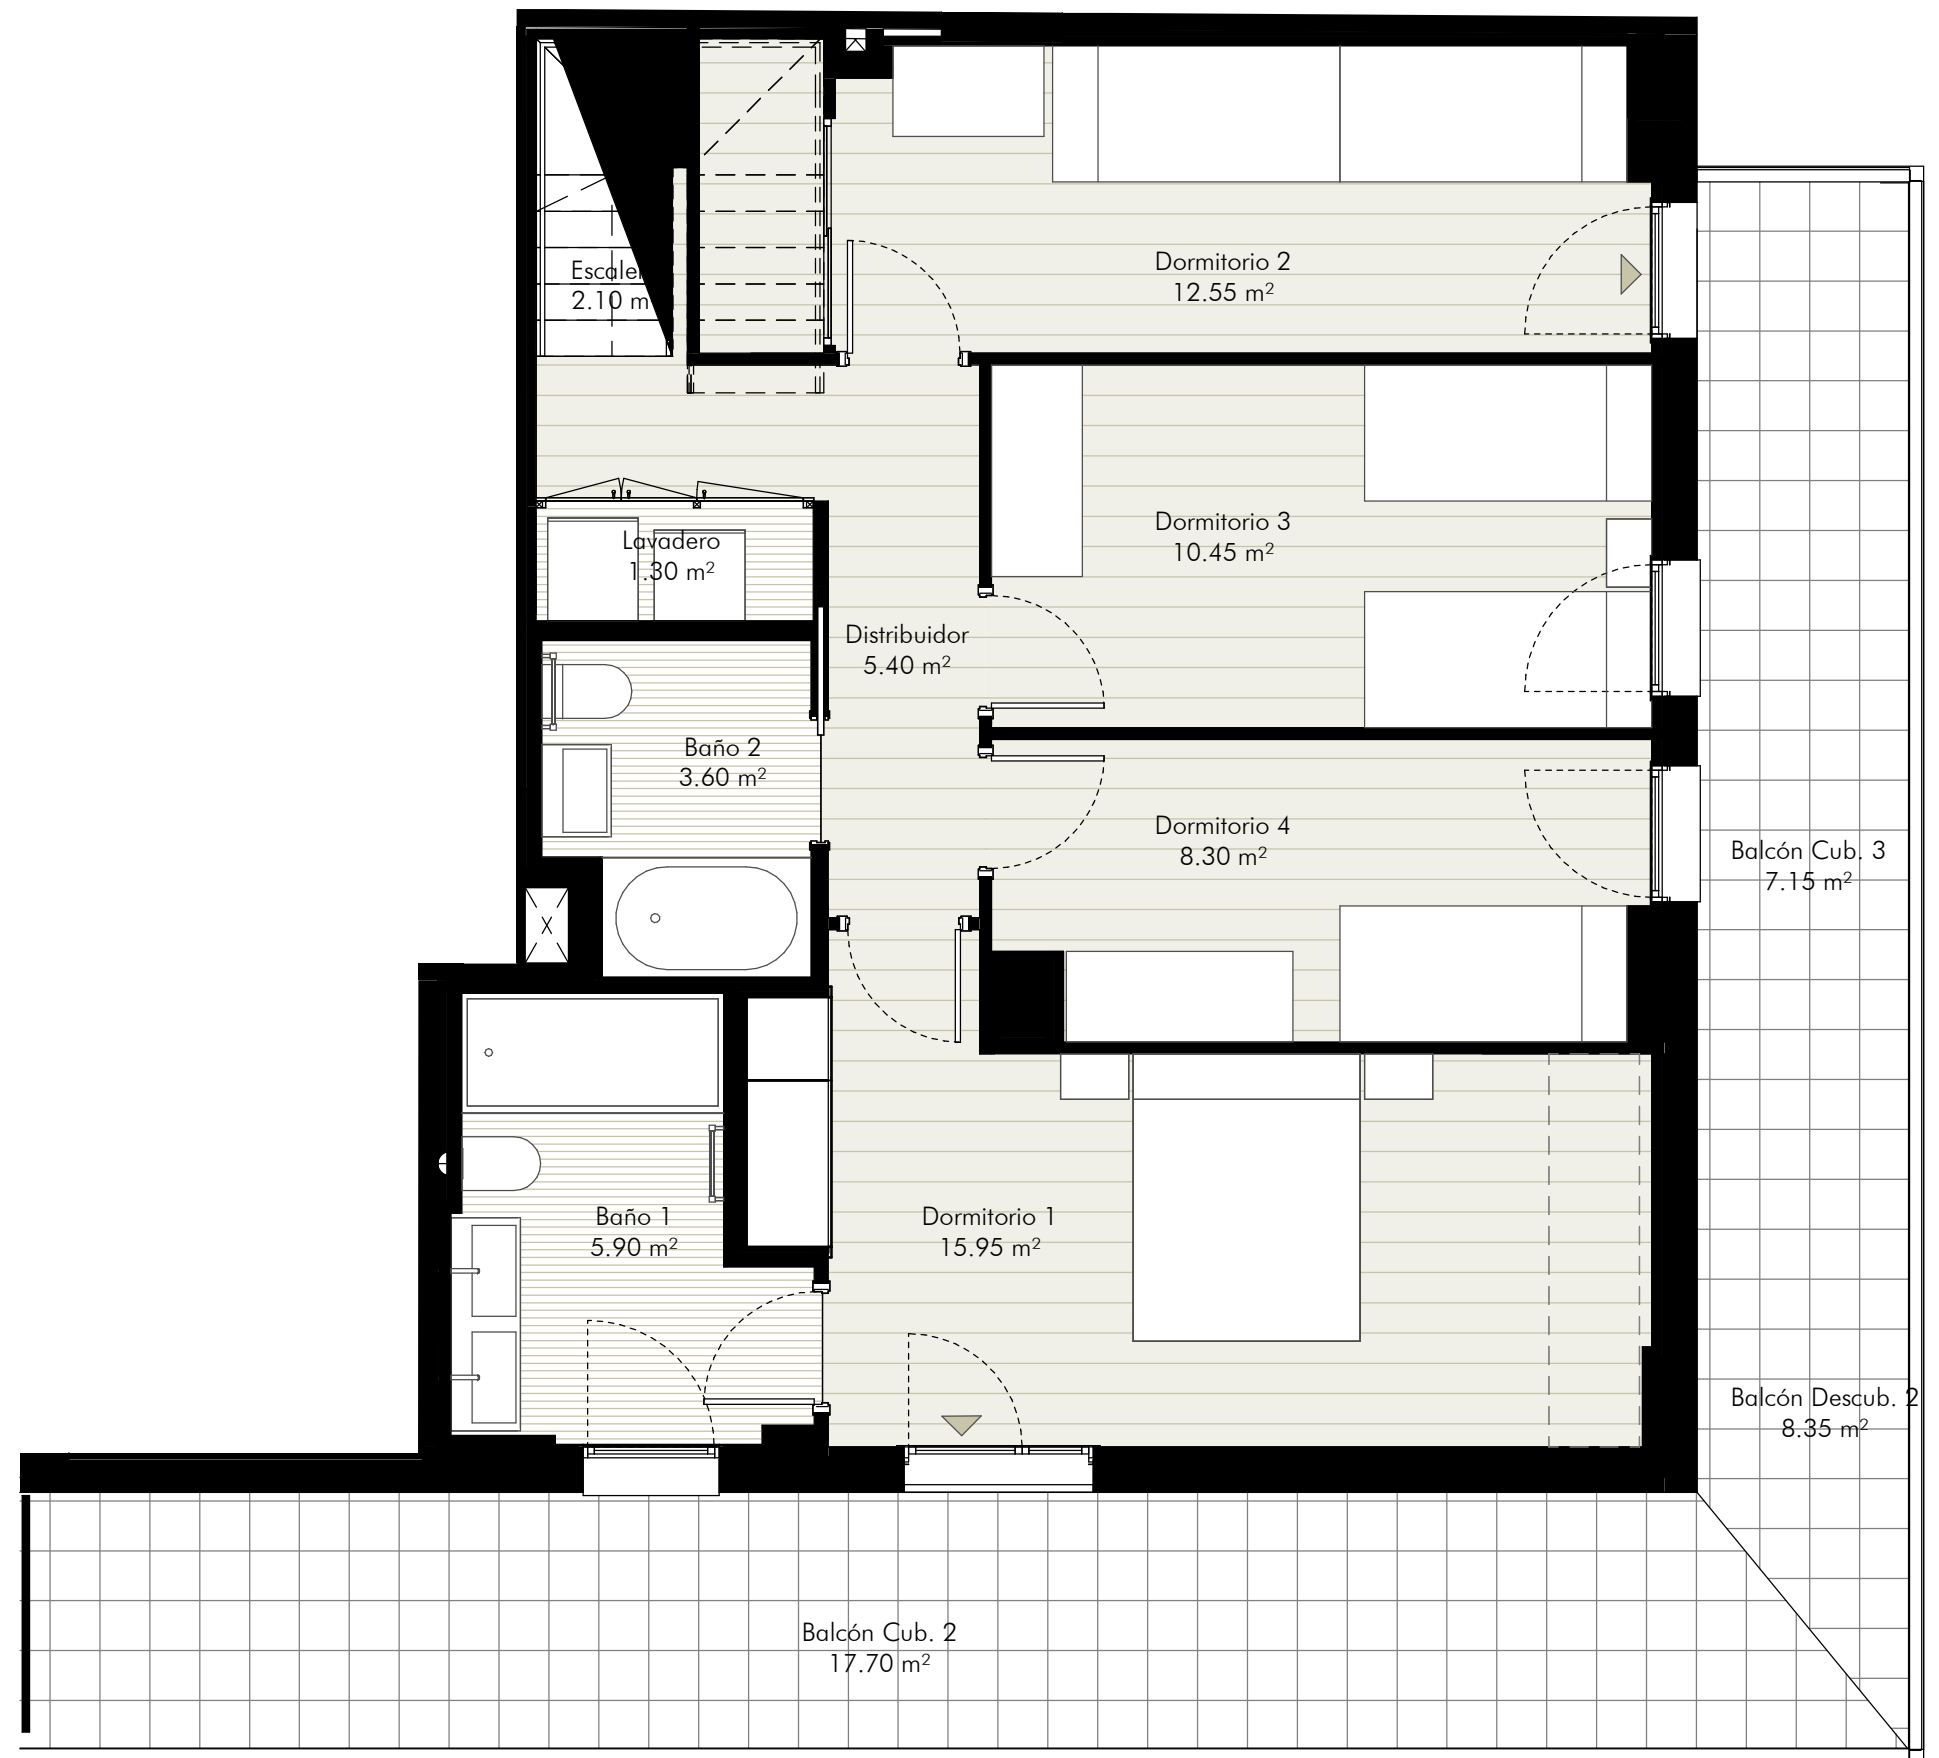 Dormitorio 2
12.55 m²
2.10 m
Dormitorio 3
10.45 m²
Lavadero
1.30 m²
Distribuidor
5.40 m²
Baño 2
3.60 m²
Dormitorio 4
8.30 m²
Balcón Cub. 3
7.15 m²
Baño 1
5.90 m²
Dormitorio 1
15.95 m²
Balcón Descub. 2
8.35 m²
Balcón Cub. 2
17.70 m²